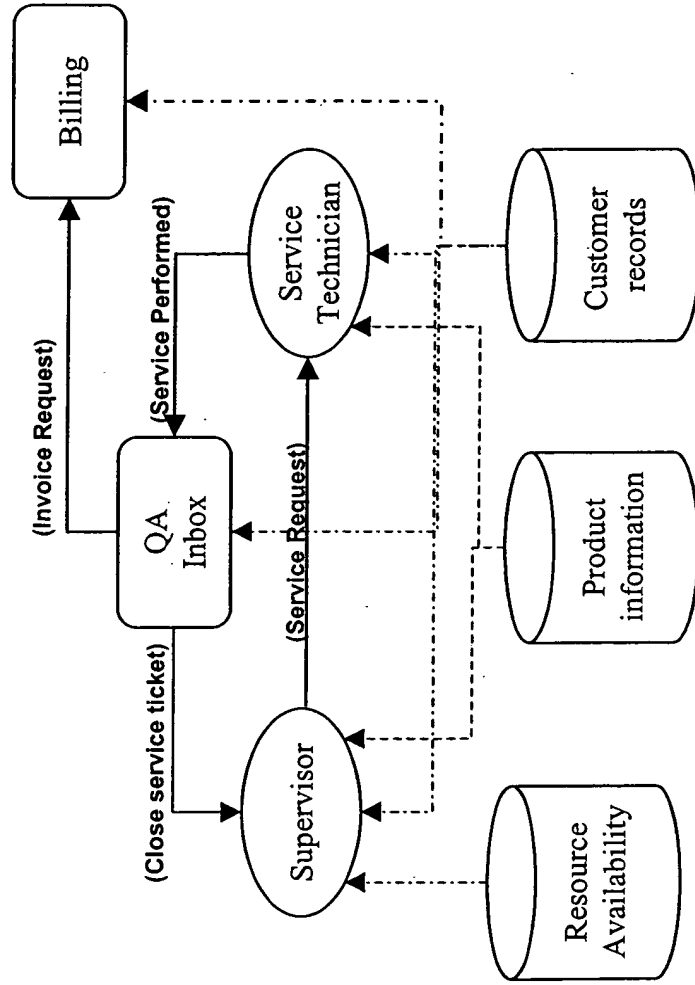 (Invoice Request)
Billing
(Close service ticket)
QA
Inbox
(Service Performed)
Supervisor
(Service Request)
Service
Technician
Resource
Availability
Product
information
Customer
records